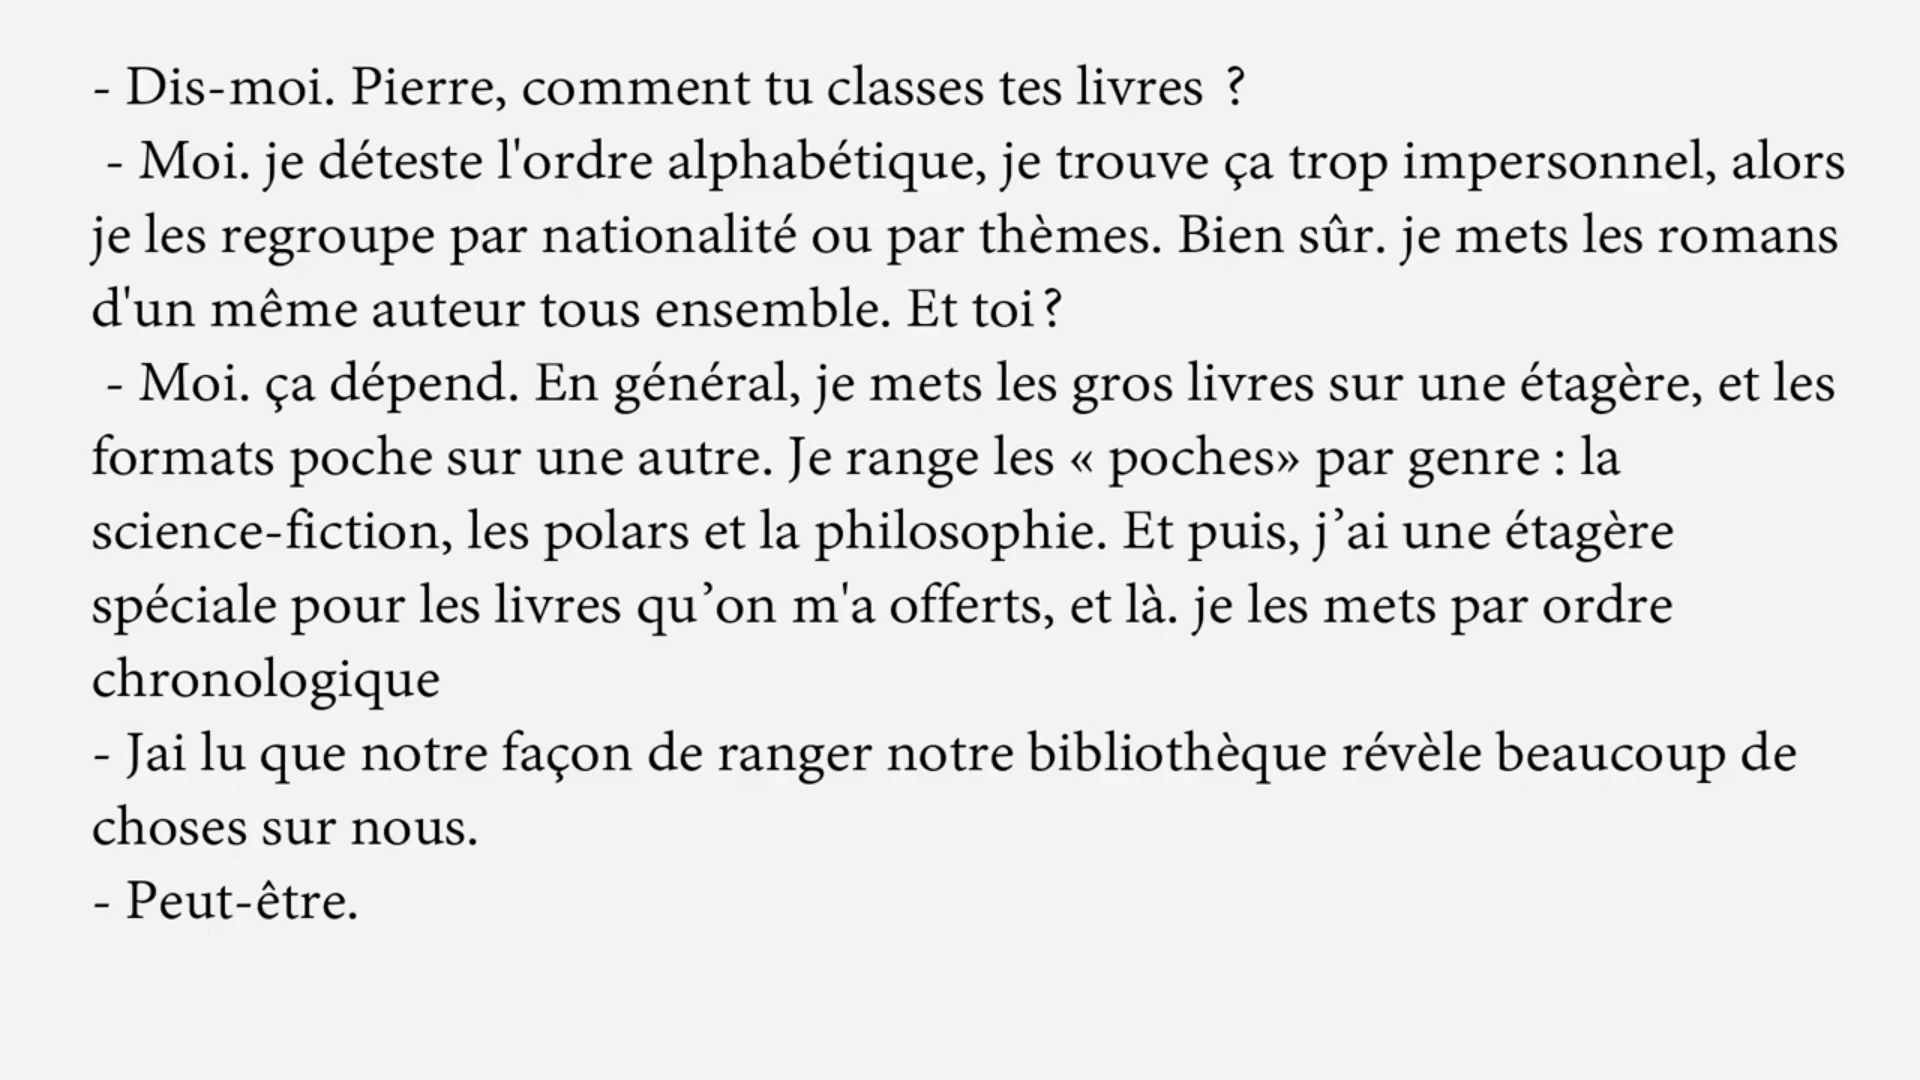 - Dis-moi. Pierre, comment tu classes tes livres ?
- Moi. je déteste l'ordre alphabétique, je trouve ça trop impersonnel, alors
je les regroupe par nationalité ou par thèmes. Bien sûr. je mets les romans
d'un même auteur tous ensemble. Et toi ?
- Moi. ça dépend. En général, je mets les gros livres sur une étagère, et les
formats poche sur une autre. Je range les « poches» par genre : la
science-fiction, les polars et la philosophie. Et puis, j’ai une étagère
spéciale pour les livres qu’on m'a offerts, et là. je les mets par ordre
chronologique
- Jai lu que notre façon de ranger notre bibliothèque révèle beaucoup de
choses sur nous.
- Peut-être.